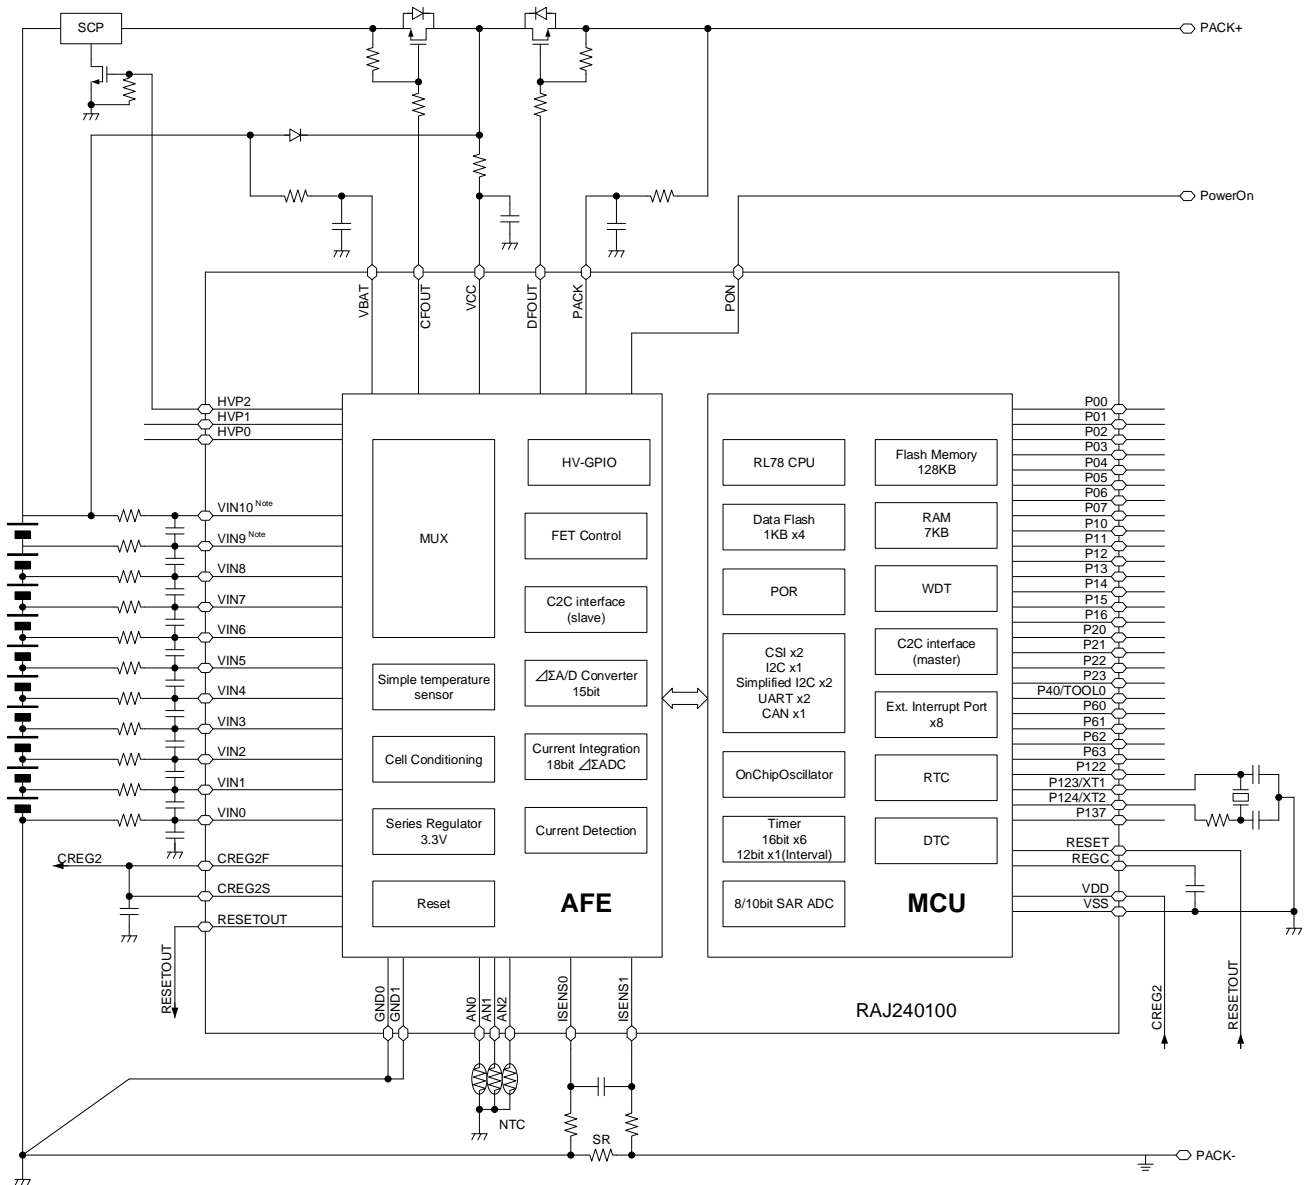 SCP
PACK+
PowerOn
VBAT
CFOUT
VCC
DFOUT
PACK
PON
HVP2
HVP1
HVP0
VIN10 Note
VIN9 Note
VIN8
VIN7
VIN6
VIN5
VIN4
VIN3
VIN2
VIN1
VIN0
CREG2
CREG2F
CREG2S
RESETOUT
RESETOUT
MUX
Simple temperature
sensor
Cell Conditioning
Series Regulator
3.3V
Reset
HV-GPIO
FET Control
C2C interface
(slave)
⊿ΣA/D Converter
15bit
Current Integration
18bit ⊿ΣADC
Current Detection
AFE
RL78 CPU
Data Flash
1KB x4
POR
CSI x2
I2C x1
Simplified I2C x2
UART x2
CAN x1
OnChipOscillator
Timer
16bit x6
12bit x1(Interval)
8/10bit SAR ADC
Flash Memory
128KB
RAM
7KB
WDT
C2C interface
(master)
Ext. Interrupt Port
x8
RTC
DTC
MCU
P00
P01
P02
P03
P04
P05
P06
P07
P10
P11
P12
P13
P14
P15
P16
P20
P21
P22
P23
P40/TOOL0
P60
P61
P62
P63
P122
P123/XT1
P124/XT2
P137
RESET
REGC
VDD
VSS
RAJ240100
GND0
GND1
AN0
AN1
AN2
ISENS0
ISENS1
CREG2
RESETOUT
NTC
SR
PACK-